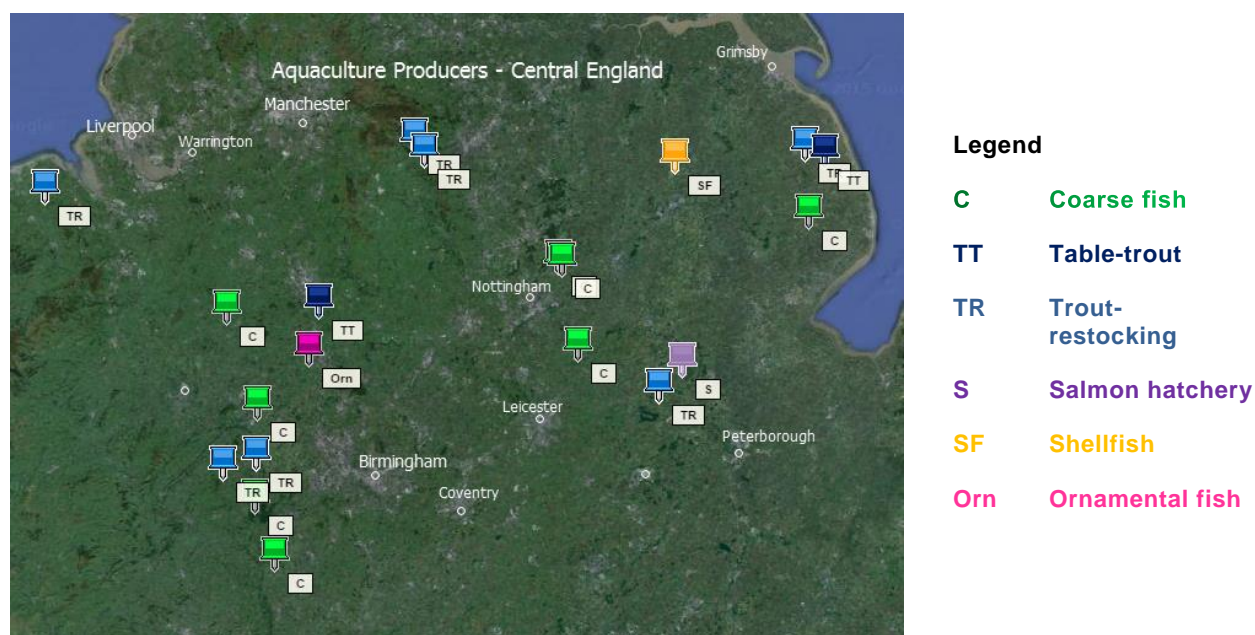 Grimsby
Aquaculture Producers - Central England
Manchester
Liverpool
Warrington
TR
TR
SF
TR
TT
TR
C
Nottingham
C
C
TT
C
Orn
S
Leicester
TR
C
Peterborough
Birmingham
TR
TR
Coventry
C
C
Legend
C Coarse fish
TT Table-trout
TR Trout-
restocking
S Salmon hatchery
SF Shellfish
Orn Ornamental fish